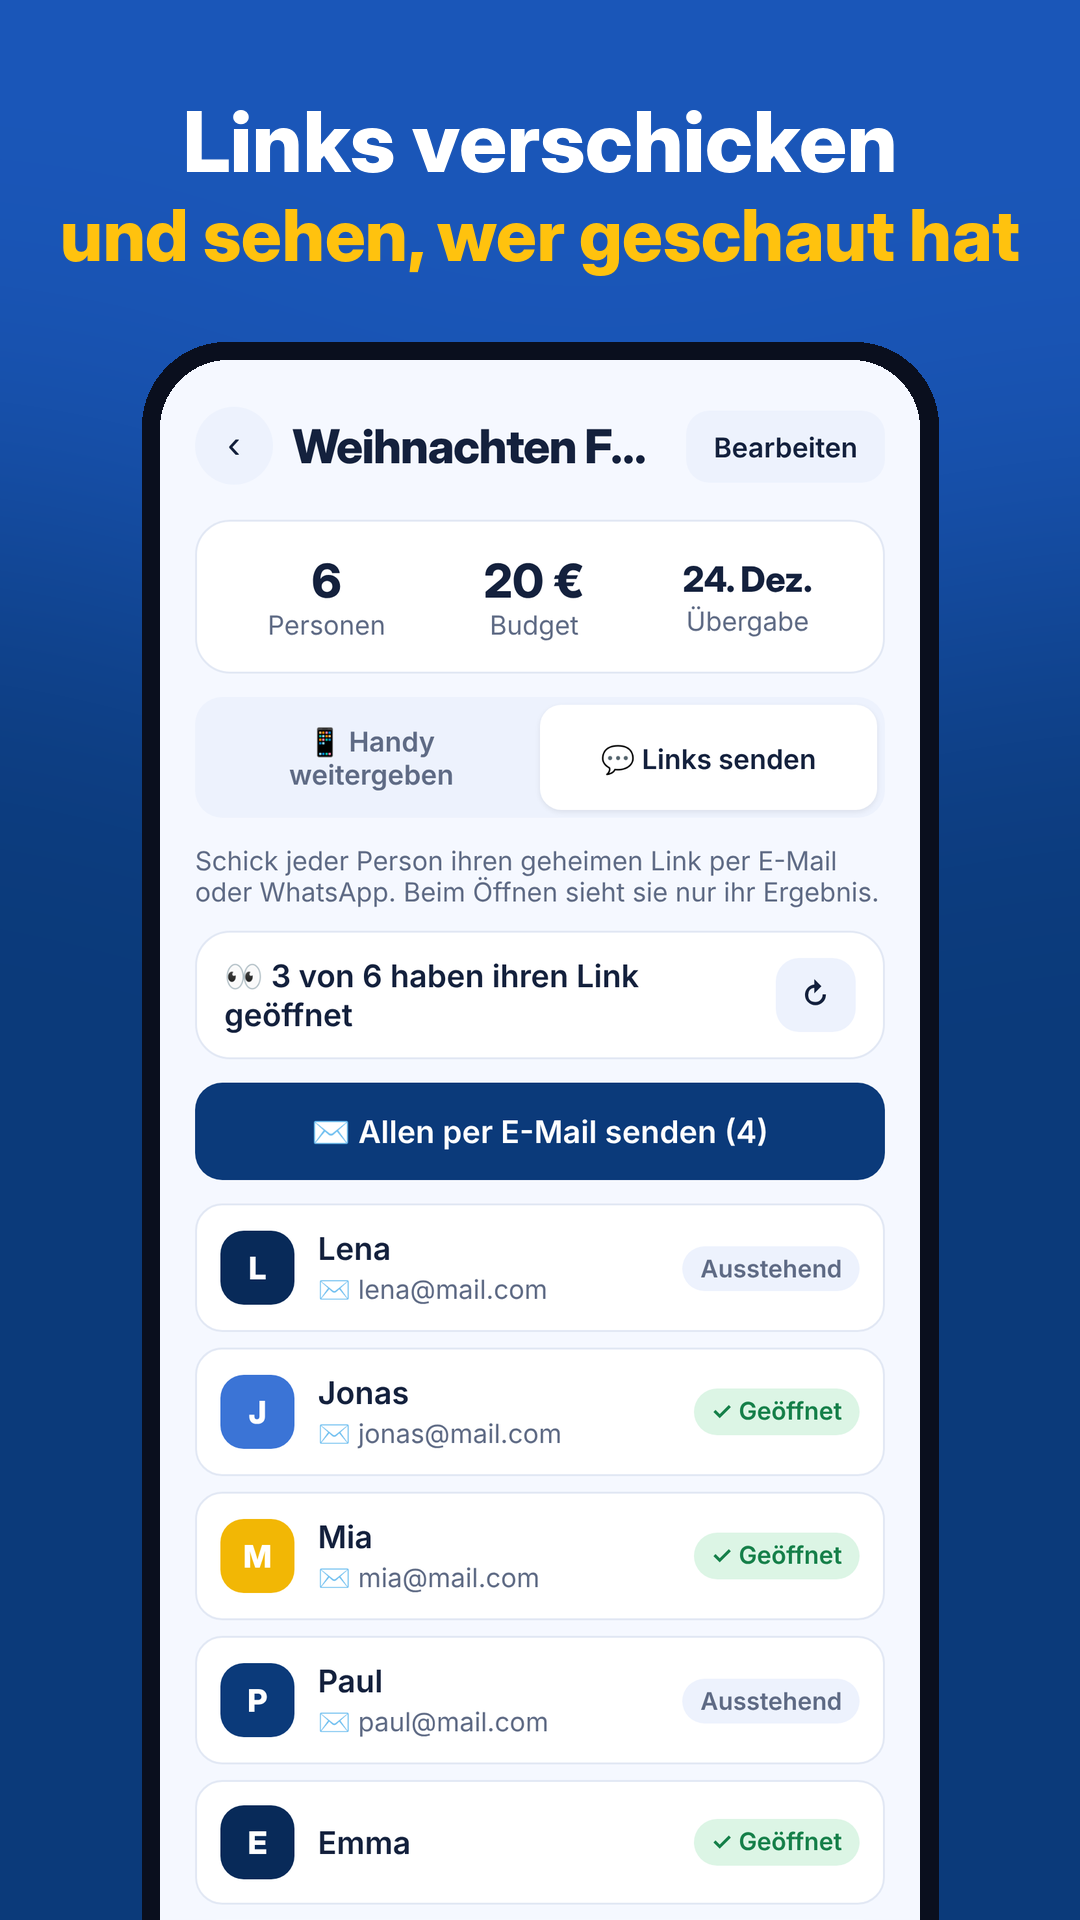 Links verschicken
und sehen, wer geschaut hat
‹ Weihnachten F... Bearbeiten
6 20 € 24. Dez.
Personen Budget Übergabe
📱 Handy
weitergeben
💬 Links senden
Schick jeder Person ihren geheimen Link per E-Mail
oder WhatsApp. Beim Öffnen sieht sie nur ihr Ergebnis.
👀 3 von 6 haben ihren Link
geöffnet
↻
✉️ Allen per E-Mail senden (4)
L
Lena
✉️ lena@mail.com
Ausstehend
J
Jonas
✉️ jonas@mail.com
✓ Geöffnet
M
Mia
✉️ mia@mail.com
✓ Geöffnet
P
Paul
✉️ paul@mail.com
Ausstehend
E
Emma
✓ Geöffnet